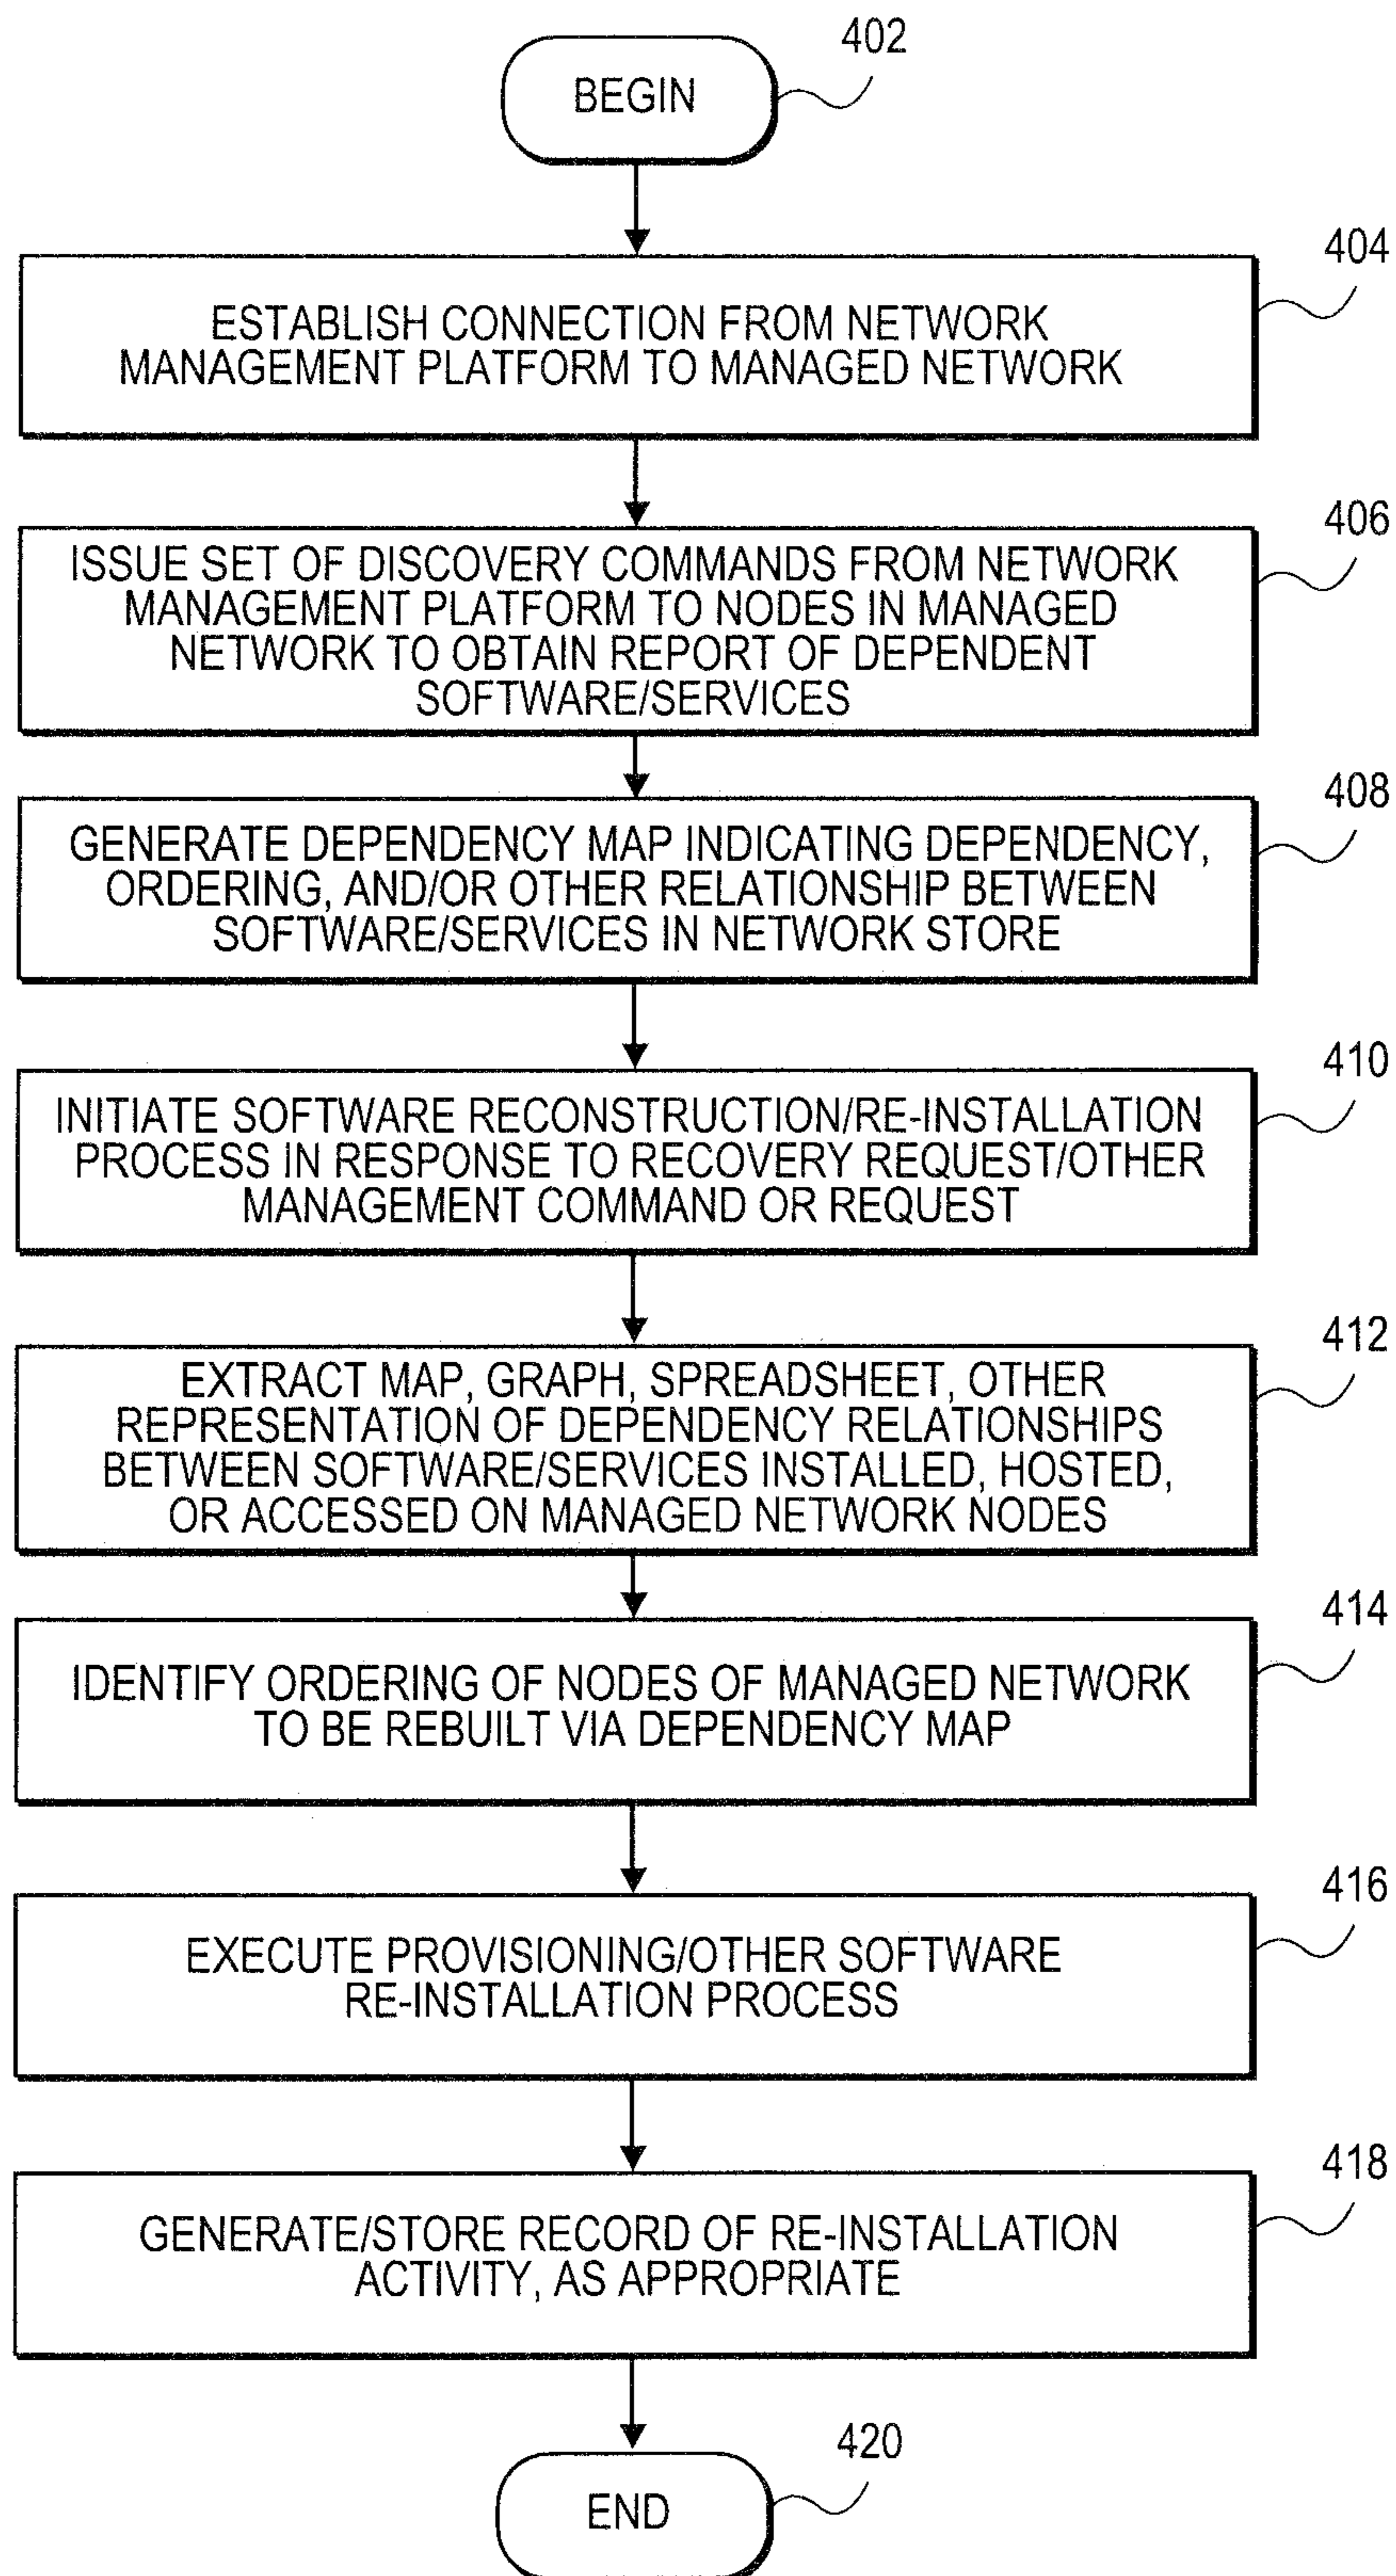 402
BEGIN
404
ESTABLISH CONNECTION FROM NETWORK
MANAGEMENT PLATFORM TO MANAGED NETWORK
406
ISSUE SET OF DISCOVERY COMMANDS FROM NETWORK
MANAGEMENT PLATFORM TO NODES IN MANAGED
NETWORK TO OBTAIN REPORT OF DEPENDENT
SOFTWARE/SERVICES
408
GENERATE DEPENDENCY MAP INDICATING DEPENDENCY,
ORDERING, AND/OR OTHER RELATIONSHIP BETWEEN
SOFTWARE/SERVICES IN NETWORK STORE
410
INITIATE SOFTWARE RECONSTRUCTION/RE-INSTALLATION
PROCESS IN RESPONSE TO RECOVERY REQUEST/OTHER
MANAGEMENT COMMAND OR REQUEST
412
EXTRACT MAP, GRAPH, SPREADSHEET, OTHER
REPRESENTATION OF DEPENDENCY RELATIONSHIPS
BETWEEN SOFTWARE/SERVICES INSTALLED, HOSTED,
OR ACCESSED ON MANAGED NETWORK NODES
414
IDENTIFY ORDERING OF NODES OF MANAGED NETWORK
TO BE REBUILT VIA DEPENDENCY MAP
416
EXECUTE PROVISIONING/OTHER SOFTWARE
RE-INSTALLATION PROCESS
418
GENERATE/STORE RECORD OF RE-INSTALLATION
ACTIVITY, AS APPROPRIATE
420
END